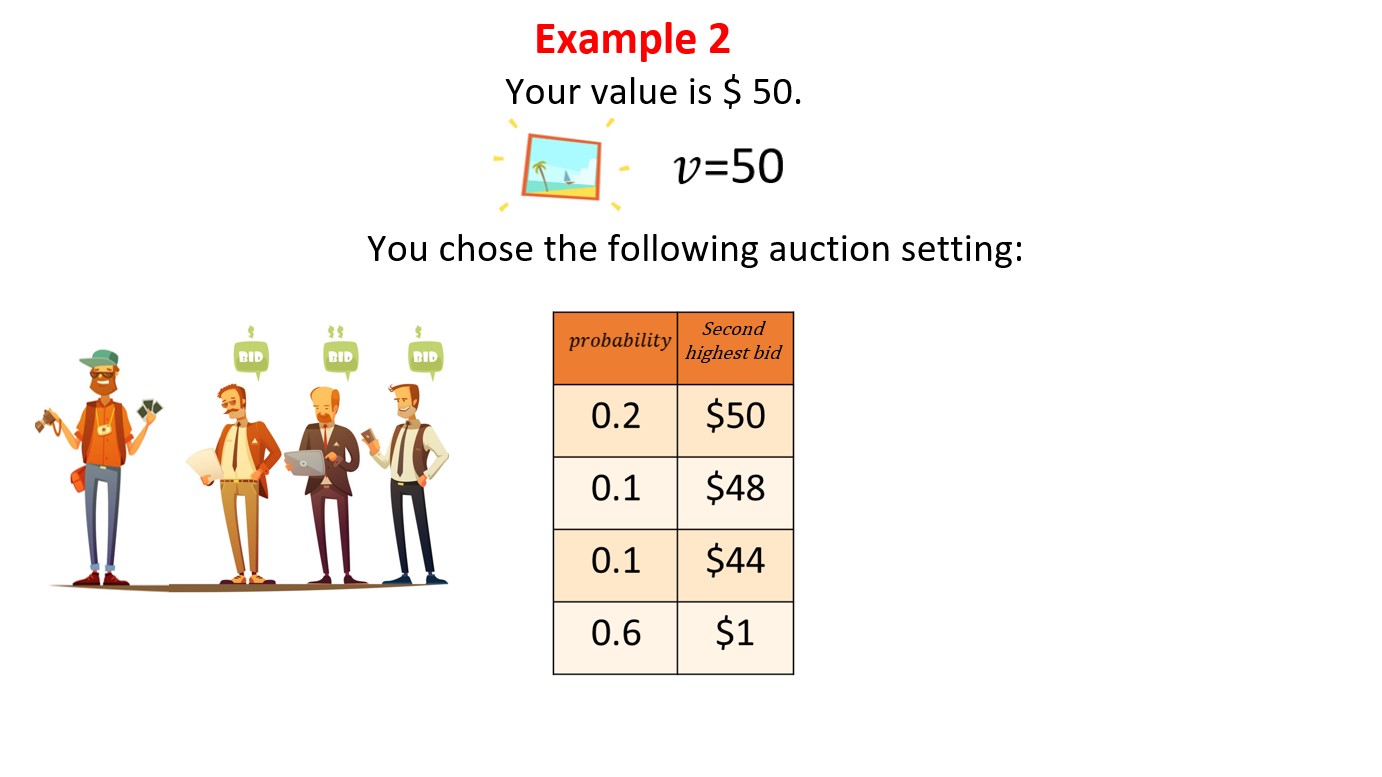 Example 2
Your value is $ 50.
v=50
You chose the following auction setting:
$ $$ $
BID BID BID
probability Second highest bid
0.2 $50
0.1 $48
0.1 $44
0.6 $1